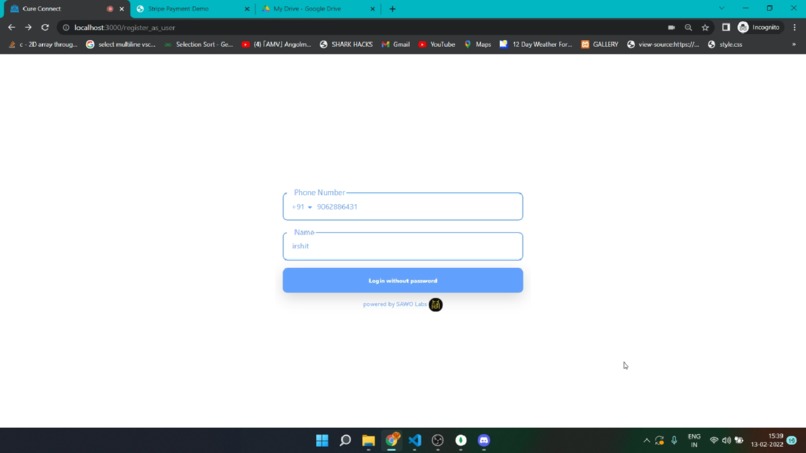 Cure Connect
Stripe Payment Demo
My Drive - Google Drive
localhost:3000/register_as_user
Incognito
c - 2D array throug...
select multiline vsc...
Selection Sort - Ge...
(4) 「AMV」 Angolm...
SHARK HACKS
Gmail
YouTube
Maps
12 Day Weather For...
GALLERY
view-source:https://...
style.css
»
Phone Number
+91 9062886431
Name
irshit
Login without password
powered by SAWO Labs
ENG
IN
15:39
13-02-2022